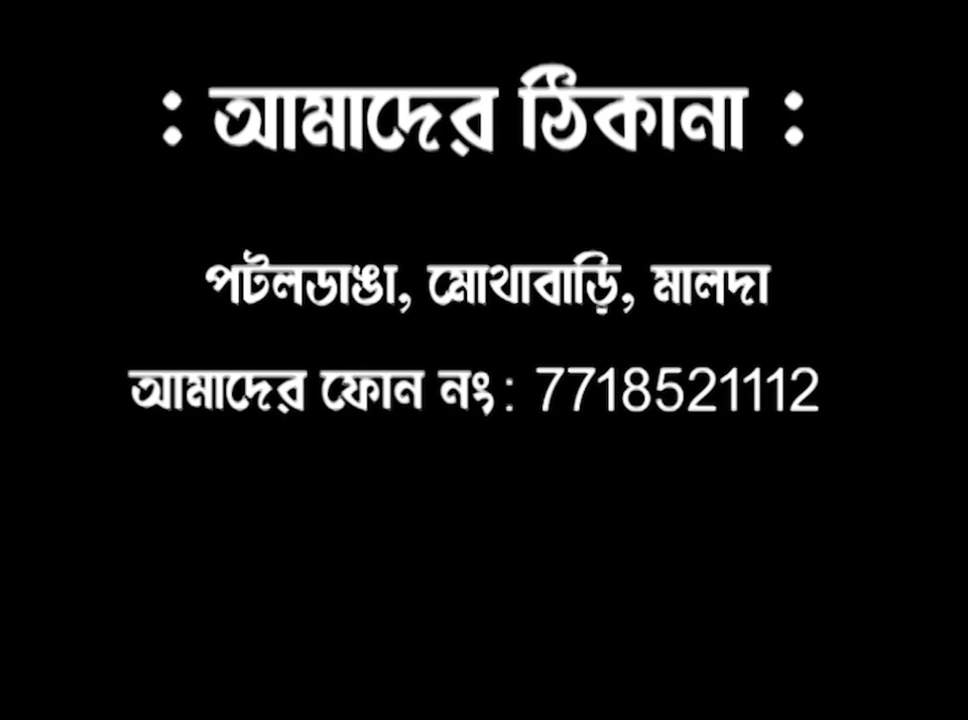 : আমাদের ঠিকানা :
পটলডাঙা, মোথাবাড়ি, মালদা
আমাদের ফোন নং : 7718521112